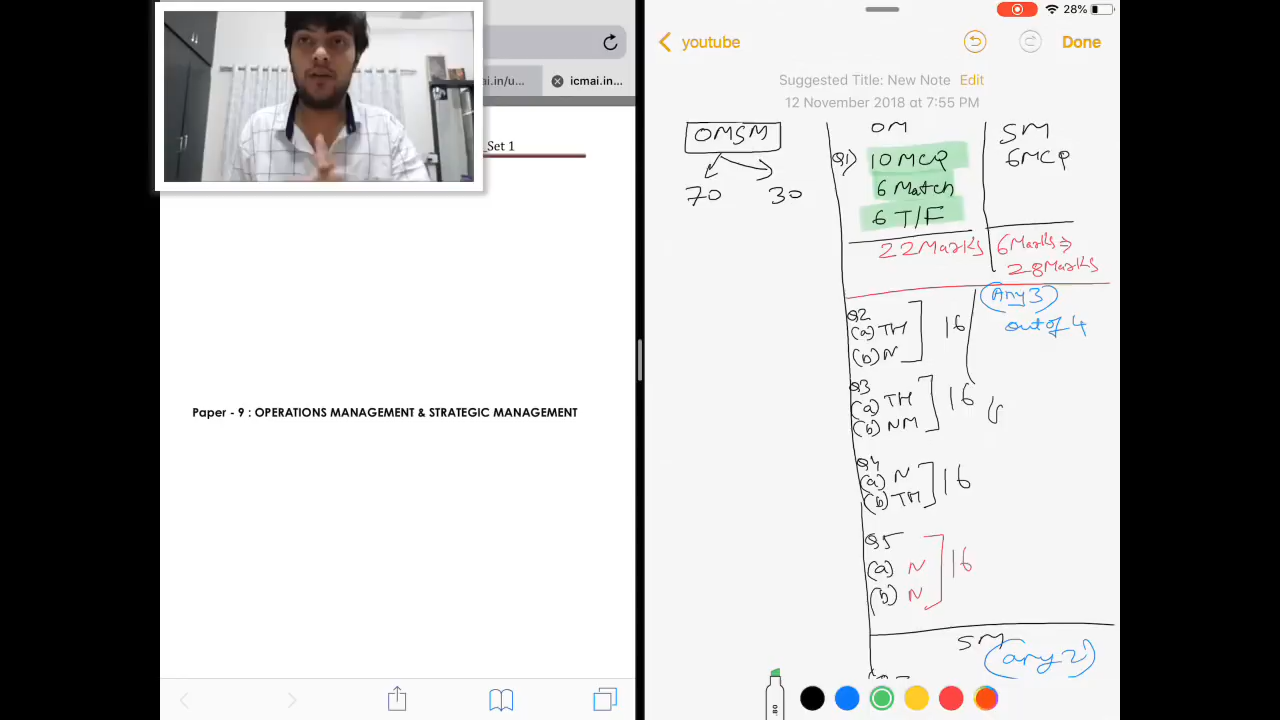 ai.in/u...
icmai.in...
_Set 1
Paper - 9 : OPERATIONS MANAGEMENT & STRATEGIC MANAGEMENT
28%
youtube
Done
Suggested Title: New Note Edit
12 November 2018 at 7:55 PM
OMSM
70 30
OM
Q1) 10 MCQ
6 Match
6 T/F
22 Marks
SM
6 MCQ
6 Marks ⇒
28 Marks
Any 3
out of 4
Q2
(a) TH
(b) N
16
Q3
(a) TH
(b) NM
16
Q4
(a) N
(b) TH
16
Q5
(a) N
(b) N
16
SM
(any 2)